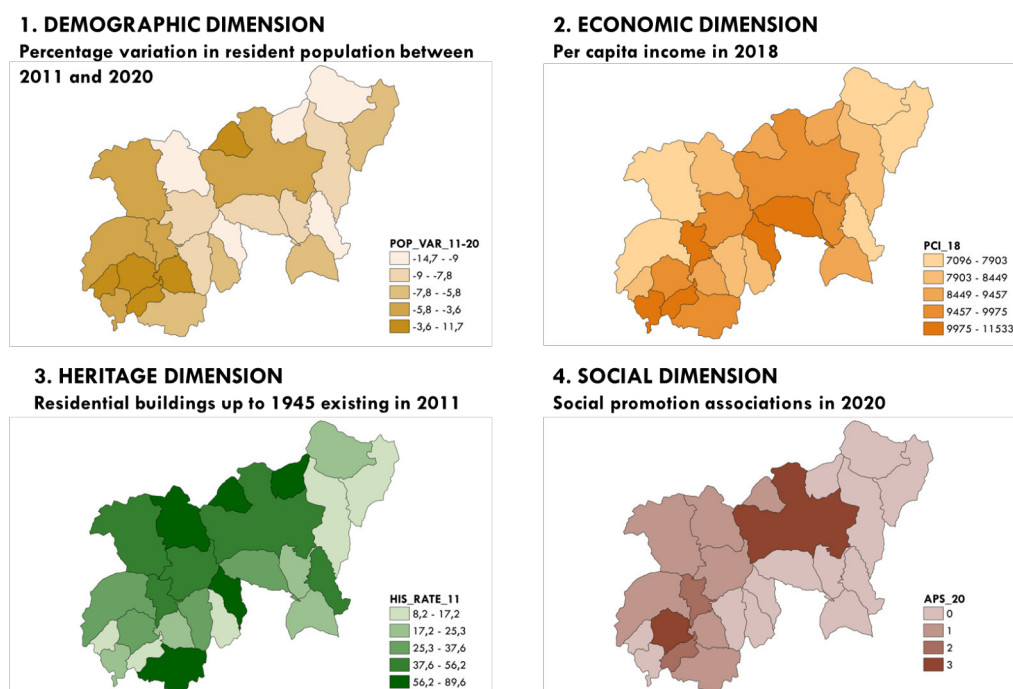 1. DEMOGRAPHIC DIMENSION
Percentage variation in resident population between
2011 and 2020
POP_VAR_11-20
-14,7 - -9
-9 - -7,8
-7,8 - -5,8
-5,8 - -3,6
-3,6 - 11,7
2. ECONOMIC DIMENSION
Per capita income in 2018
PCI_18
7096 - 7903
7903 - 8449
8449 - 9457
9457 - 9975
9975 - 11533
3. HERITAGE DIMENSION
Residential buildings up to 1945 existing in 2011
HIS_RATE_11
8,2 - 17,2
17,2 - 25,3
25,3 - 37,6
37,6 - 56,2
56,2 - 89,6
4. SOCIAL DIMENSION
Social promotion associations in 2020
APS_20
0
1
2
3